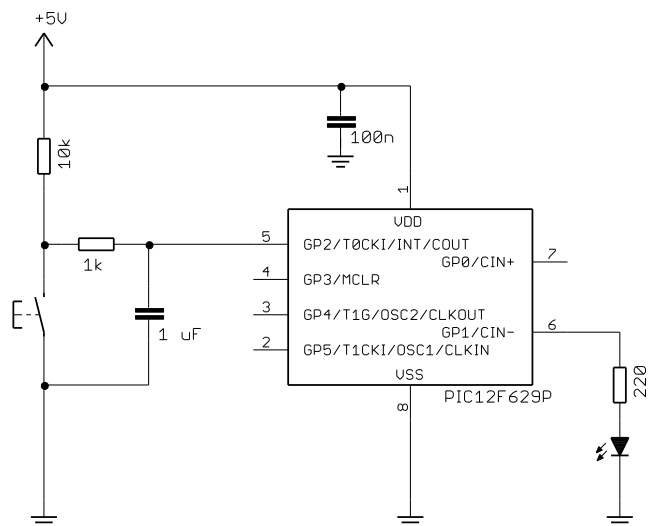 +5V
10k
100n
1
VDD
5
GP2/T0CKI/INT/COUT
7
GP0/CIN+
1k
4
GP3/MCLR
3
GP4/T1G/OSC2/CLKOUT
6
GP1/CIN-
1 uF
2
GP5/T1CKI/OSC1/CLKIN
VSS
8
PIC12F629P
220